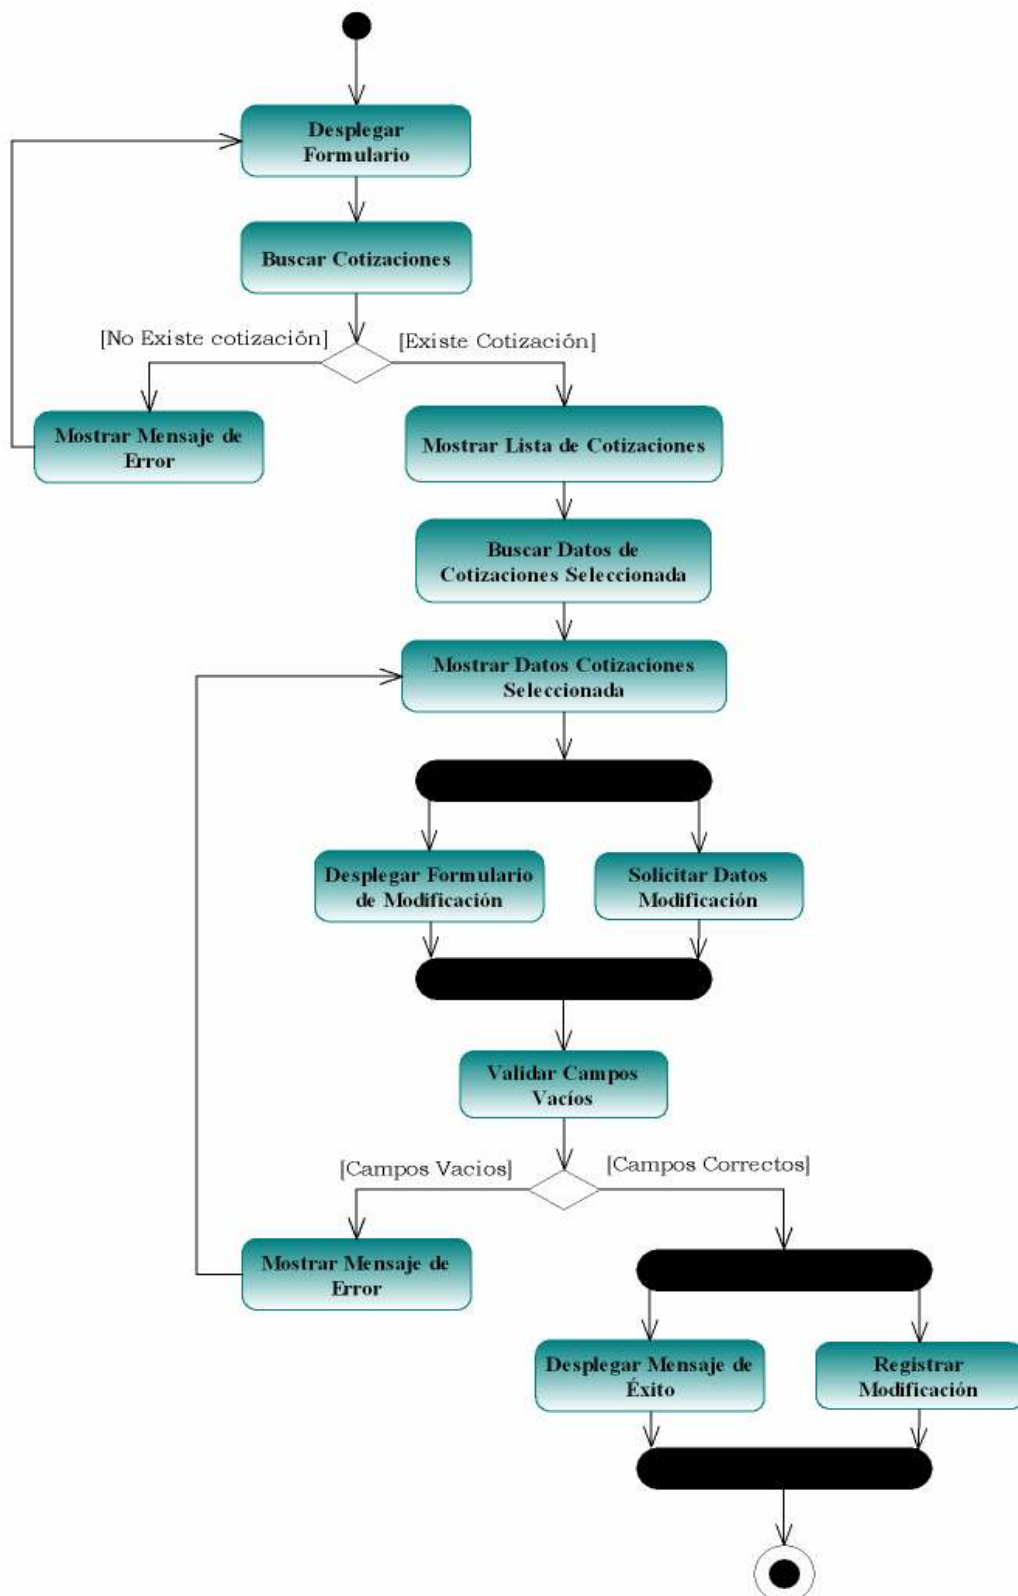 Desplegar
Formulario
Buscar Cotizaciones
[No Existe cotización]
[Existe Cotización]
Mostrar Mensaje de
Error
Mostrar Lista de Cotizaciones
Buscar Datos de
Cotizaciones Seleccionada
Mostrar Datos Cotizaciones
Seleccionada
Desplegar Formulario
de Modificación
Solicitar Datos
Modificación
Validar Campos
Vacíos
[Campos Vacios]
[Campos Correctos]
Mostrar Mensaje de
Error
Desplegar Mensaje de
Éxito
Registrar
Modificación